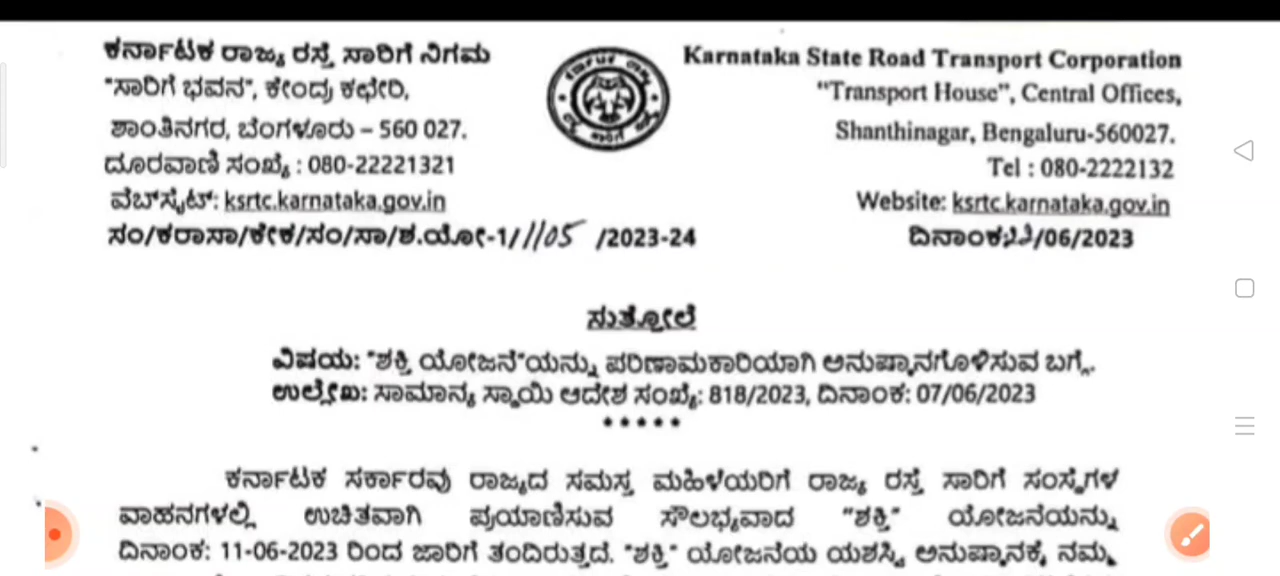 ಕರ್ನಾಟಕ ರಾಜ್ಯ ರಸ್ತೆ ಸಾರಿಗೆ ನಿಗಮ
"ಸಾರಿಗೆ ಭವನ", ಕೇಂದ್ರ ಕಛೇರಿ,
ಶಾಂತಿನಗರ, ಬೆಂಗಳೂರು – 560 027.
ದೂರವಾಣಿ ಸಂಖ್ಯೆ : 080-22221321
ವೆಬ್‌ಸೈಟ್: ksrtc.karnataka.gov.in
Karnataka State Road Transport Corporation
"Transport House", Central Offices,
Shanthinagar, Bengaluru-560027.
Tel : 080-2222132
Website: ksrtc.karnataka.gov.in
ಸಂ/ಕರಾಸಾ/ಕೇಕ/ಸಂ/ಸಾ/ಶ.ಯೋ-1/1105 /2023-24
ದಿನಾಂಕ /06/2023
ಸುತ್ತೋಲೆ
ವಿಷಯ: "ಶಕ್ತಿ ಯೋಜನೆ"ಯನ್ನು ಪರಿಣಾಮಕಾರಿಯಾಗಿ ಅನುಷ್ಠಾನಗೊಳಿಸುವ ಬಗ್ಗೆ.
ಉಲ್ಲೇಖ: ಸಾಮಾನ್ಯ ಸ್ಥಾಯಿ ಆದೇಶ ಸಂಖ್ಯೆ: 818/2023, ದಿನಾಂಕ: 07/06/2023
*****
ಕರ್ನಾಟಕ ಸರ್ಕಾರವು ರಾಜ್ಯದ ಸಮಸ್ತ ಮಹಿಳೆಯರಿಗೆ ರಾಜ್ಯ ರಸ್ತೆ ಸಾರಿಗೆ ಸಂಸ್ಥೆಗಳ
ವಾಹನಗಳಲ್ಲಿ ಉಚಿತವಾಗಿ ಪ್ರಯಾಣಿಸುವ ಸೌಲಭ್ಯವಾದ "ಶಕ್ತಿ" ಯೋಜನೆಯನ್ನು
ದಿನಾಂಕ: 11-06-2023 ರಿಂದ ಜಾರಿಗೆ ತಂದಿರುತ್ತದೆ. "ಶಕ್ತಿ" ಯೋಜನೆಯ ಯಶಸ್ವಿ ಅನುಷ್ಠಾನಕ್ಕೆ ನಮ್ಮ